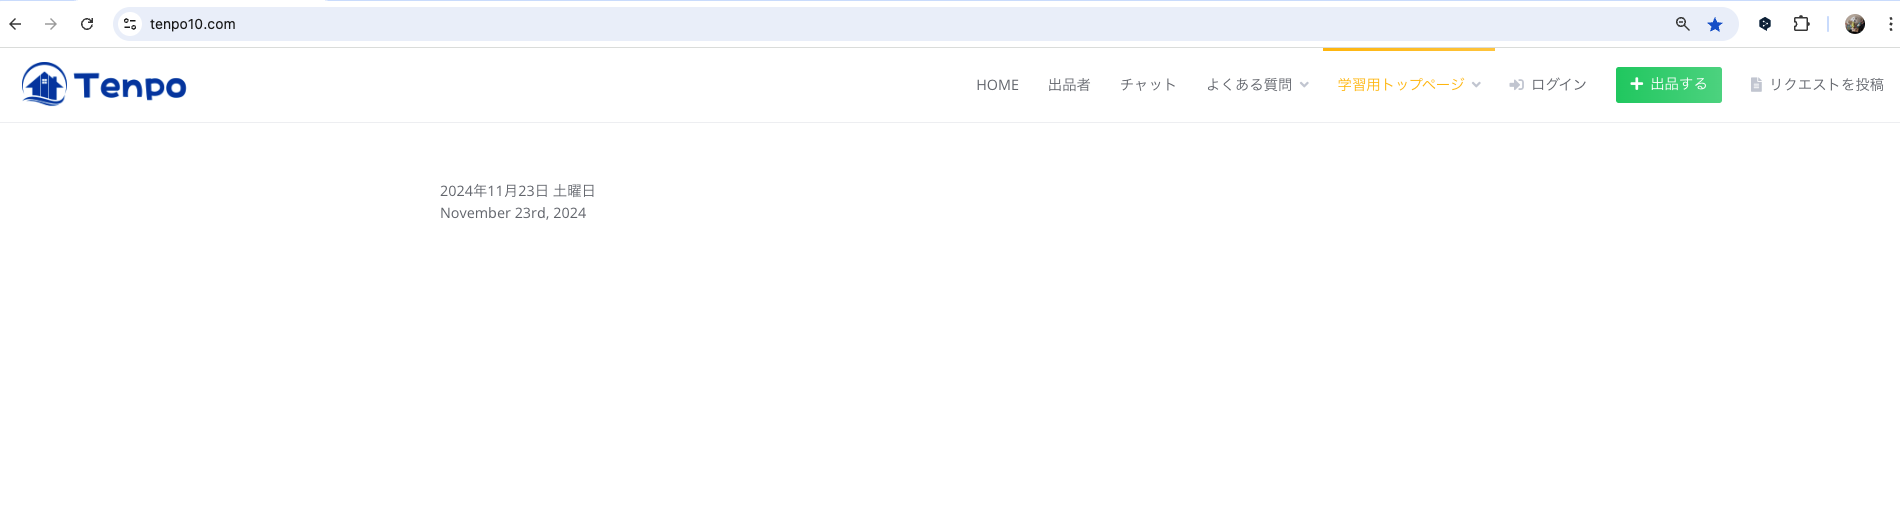 tenpo10.com
Tenpo
HOME
出品者
チャット
よくある質問
学習用トップページ
ログイン
出品する
リクエストを投稿
2024年11月23日 土曜日
November 23rd, 2024